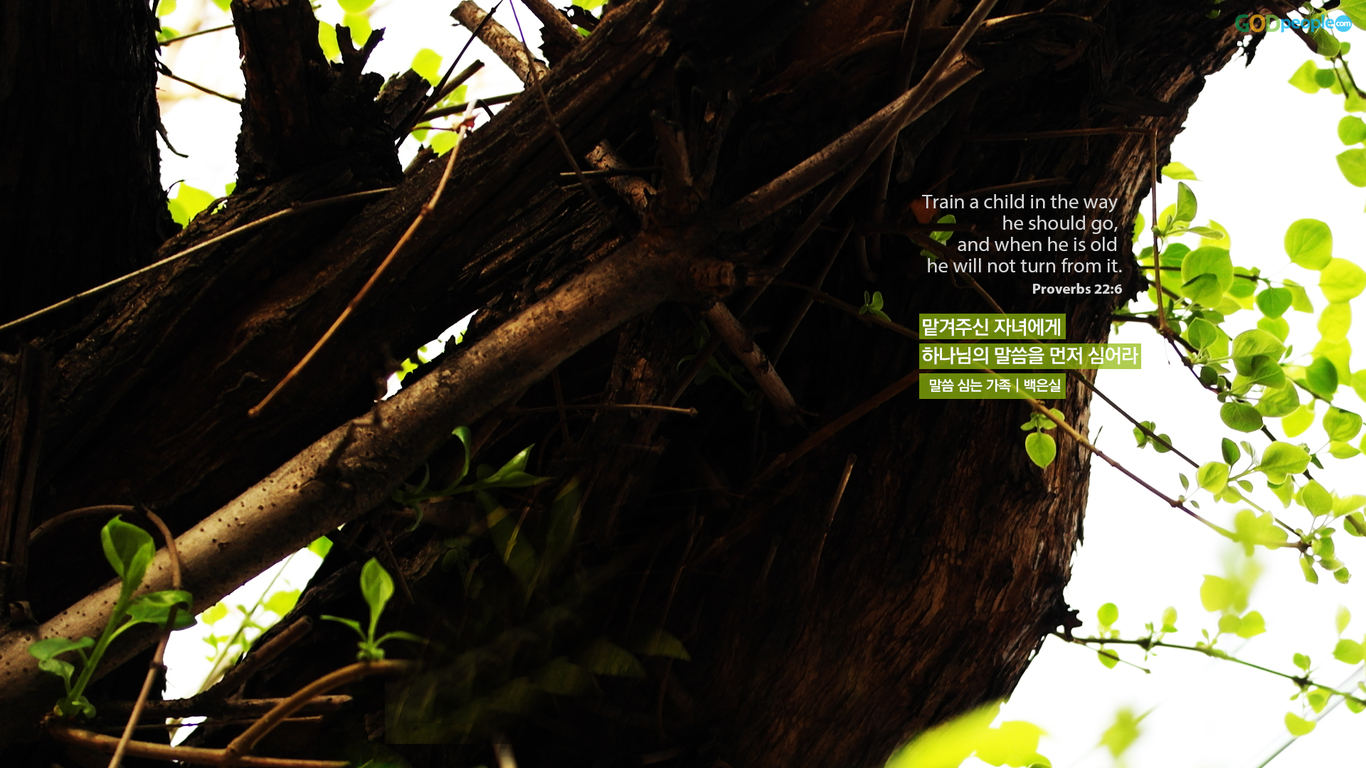 GODpeople.com
Train a child in the way
he should go,
and when he is old
he will not turn from it.
Proverbs 22:6
맡겨주신 자녀에게
하나님의 말씀을 먼저 심어라
말씀 심는 가족 | 백은실